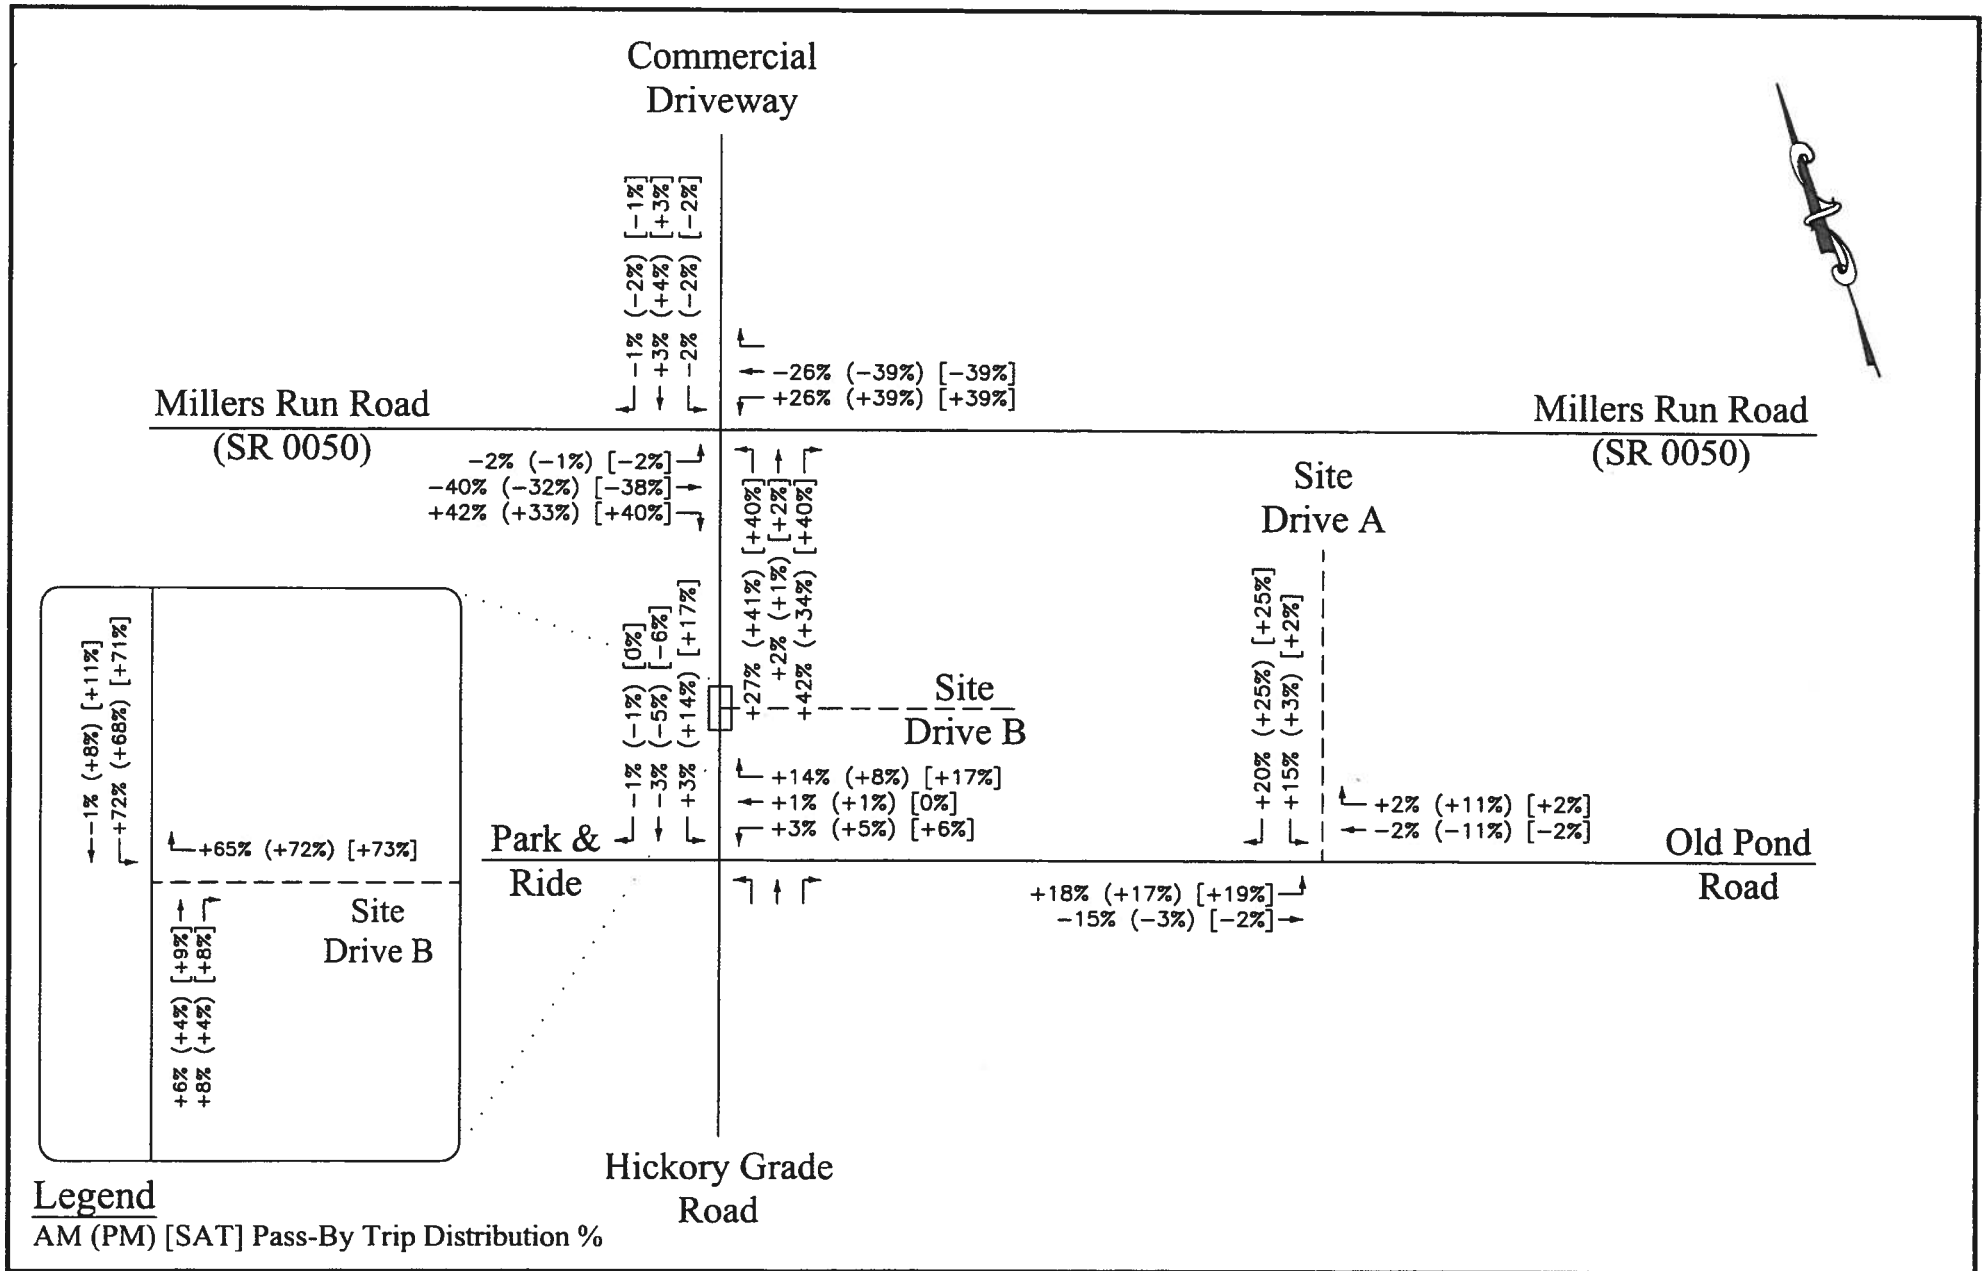 Commercial
Driveway
-1% (-2%) [-1%]
+3% (+4%) [+3%]
-2% (-2%) [-2%]
-26% (-39%) [-39%]
+26% (+39%) [+39%]
Millers Run Road
(SR 0050)
Millers Run Road
(SR 0050)
-2% (-1%) [-2%]
-40% (-32%) [-38%]
+42% (+33%) [+40%]
+27% (+41%) [+40%]
+2% (+1%) [+2%]
+42% (+34%) [+40%]
Site
Drive A
+20% (+25%) [+25%]
+15% (+3%) [+2%]
-1% (-1%) [0%]
-3% (-5%) [-6%]
+3% (+14%) [+17%]
Site
Drive B
+14% (+8%) [+17%]
+1% (+1%) [0%]
+3% (+5%) [+6%]
+2% (+11%) [+2%]
-2% (-11%) [-2%]
Park &
Ride
Old Pond
Road
+18% (+17%) [+19%]
-15% (-3%) [-2%]
-1% (+8%) [+11%]
+72% (+68%) [+71%]
+65% (+72%) [+73%]
Site
Drive B
+6% (+4%) [+9%]
+8% (+4%) [+8%]
Hickory Grade
Road
Legend
AM (PM) [SAT] Pass-By Trip Distribution %